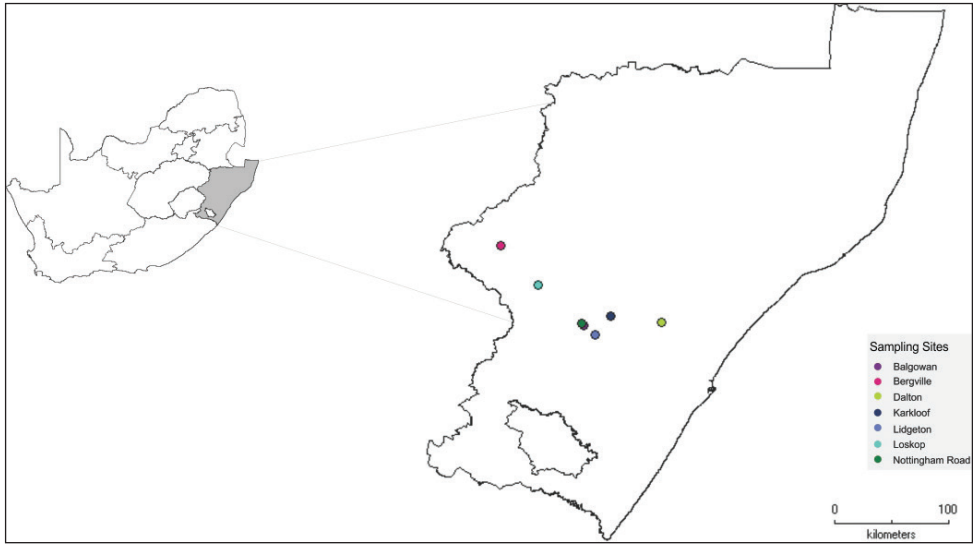 Sampling Sites
Balgowan
Bergville
Dalton
Karkloof
Lidgeton
Loskop
Nottingham Road
0 100
kilometers